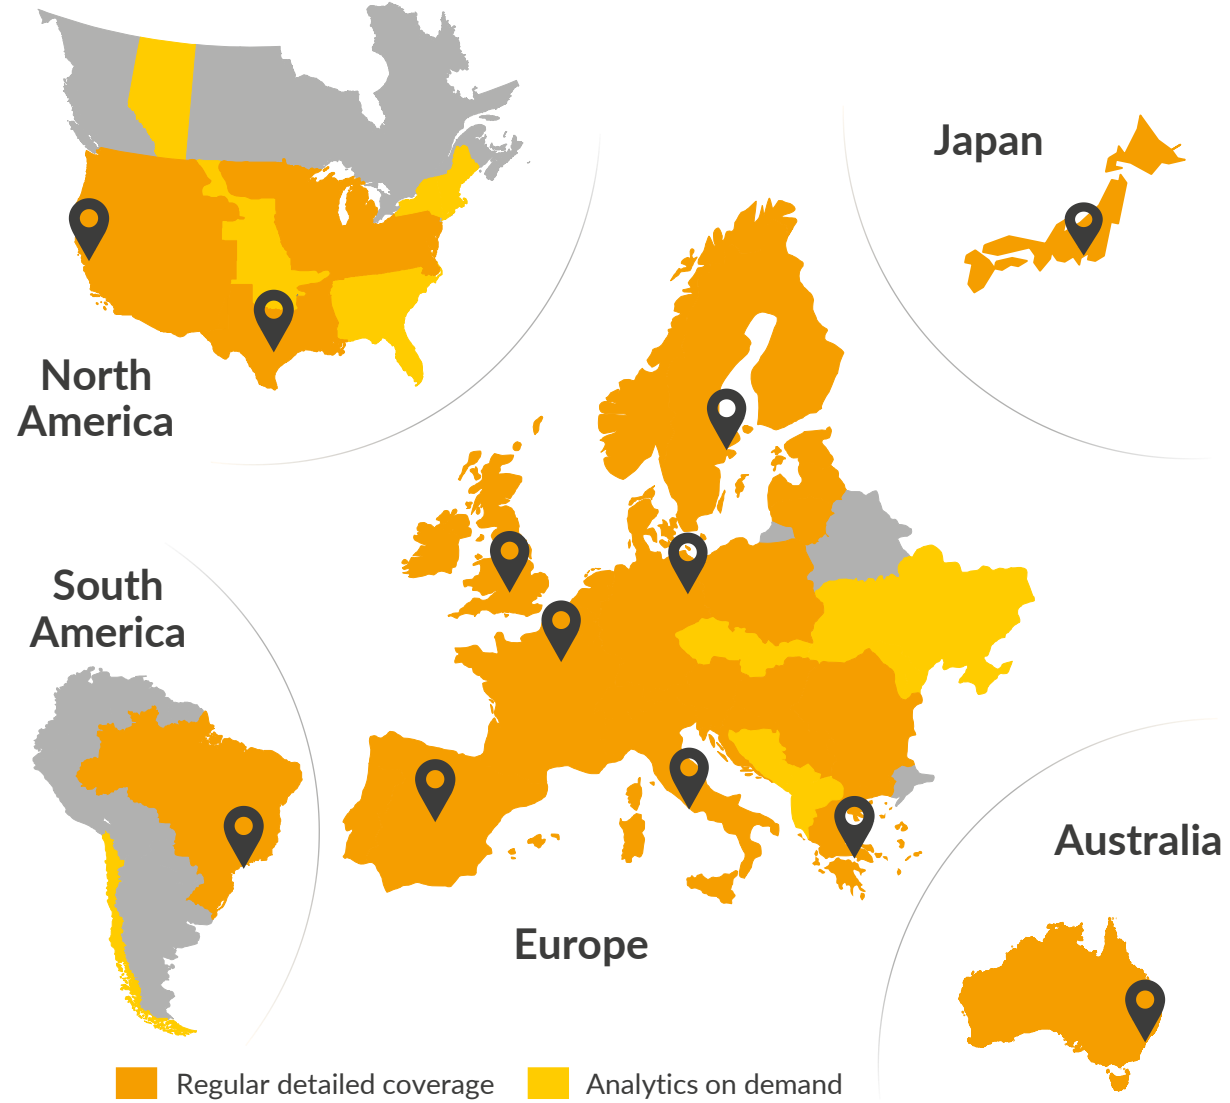 Japan
North
America
South
America
Australia
Europe
Regular detailed coverage
Analytics on demand